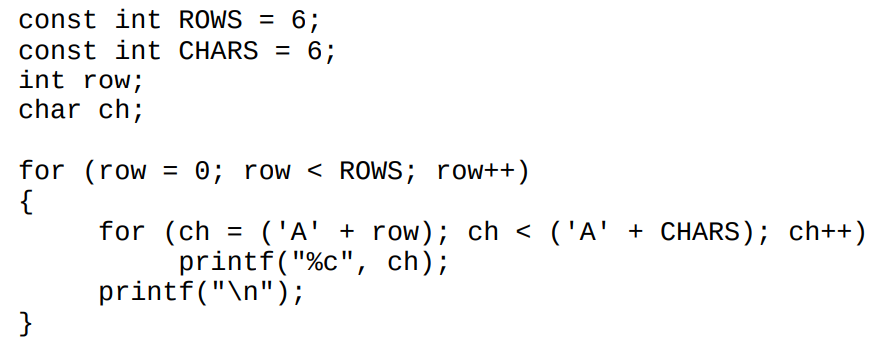 const int ROWS = 6;
const int CHARS = 6;
int row;
char ch;

for (row = 0; row < ROWS; row++)
{
     for (ch = ('A' + row); ch < ('A' + CHARS); ch++)
          printf("%c", ch);
     printf("\n");
}